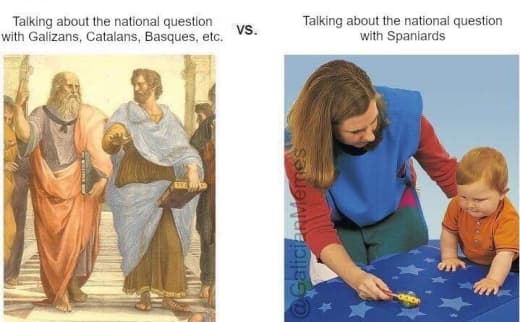 Talking about the national question
with Galizans, Catalans, Basques, etc.
vs.
Talking about the national question
with Spaniards
@GalicianMemes